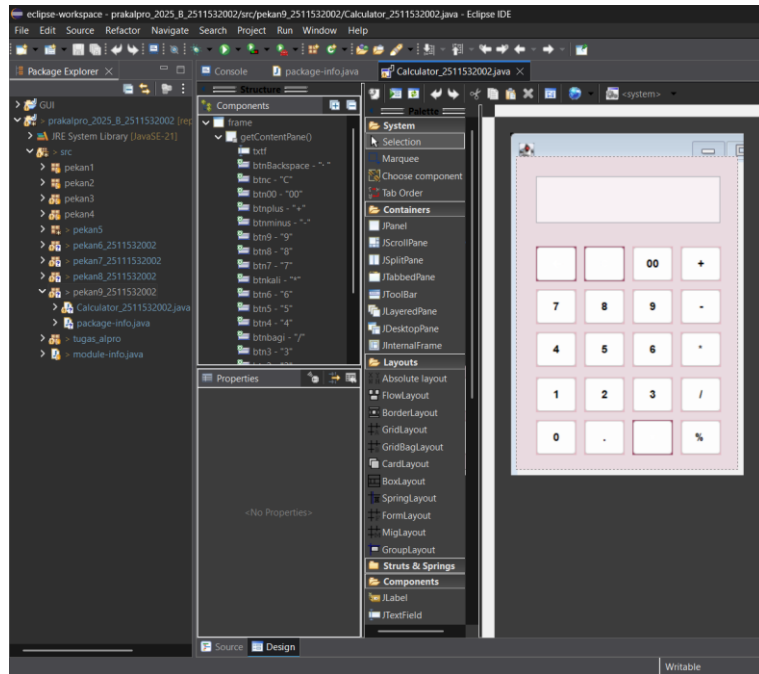 eclipse-workspace - prakalpro_2025_B_2511532002/src/pekan9_2511532002/Calculator_2511532002.java - Eclipse IDE
File Edit Source Refactor Navigate Search Project Run Window Help
Package Explorer
Console
package-info.java
Calculator_2511532002.java
GUI
> prakalpro_2025_B_2511532002 [rep
JRE System Library [JavaSE-21]
> src
pekan1
pekan2
pekan3
pekan4
> pekan5
> pekan6_2511532002
> pekan7_2511532002
> pekan8_2511532002
> pekan9_2511532002
> Calculator_2511532002.java
> package-info.java
> tugas_alpro
> module-info.java
Structure
Components
frame
getContentPane()
txtf
btnBackspace - "
btnc - "C"
btn00 - "00"
btnplus - "+"
btnminus - "-"
btn9 - "9"
btn8 - "8"
btn7 - "7"
btnkali - "*"
btn6 - "6"
btn5 - "5"
btn4 - "4"
btnbagi - "/"
btn3 - "3"
Properties
<No Properties>
<system>
Palette
System
Selection
Marquee
Choose component
Tab Order
Containers
JPanel
JScrollPane
JSplitPane
JTabbedPane
JToolBar
JLayeredPane
JDesktopPane
JInternalFrame
Layouts
Absolute layout
FlowLayout
BorderLayout
GridLayout
GridBagLayout
CardLayout
BoxLayout
SpringLayout
FormLayout
MigLayout
GroupLayout
Struts & Springs
Components
JLabel
JTextField
00 +
7 8 9 -
4 5 6 *
1 2 3 /
0 . %
Source
Design
Writable